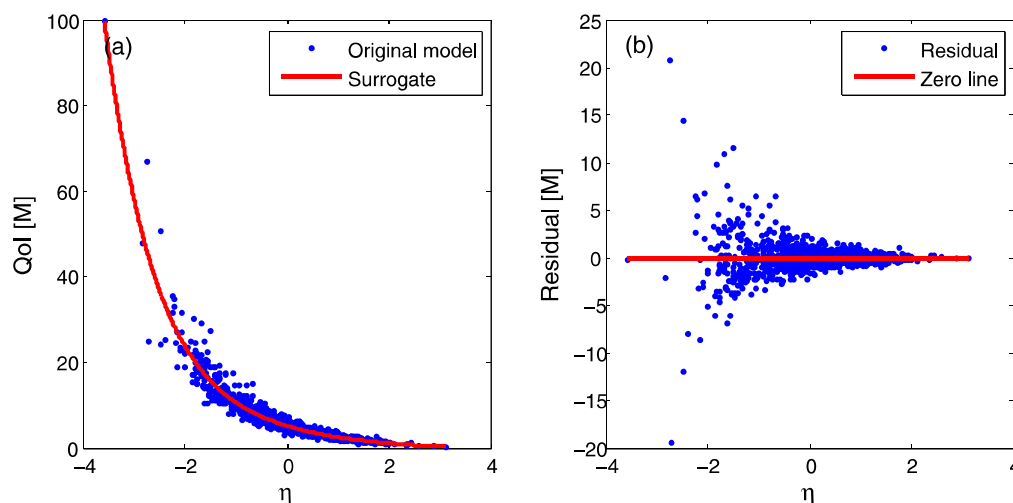 (a)
Original model
Surrogate
100
80
60
40
20
0
QoI [M]
−4
−2
0
2
4
η
(b)
Residual
Zero line
25
20
15
10
5
0
−5
−10
−15
−20
Residual [M]
−4
−2
0
2
4
η